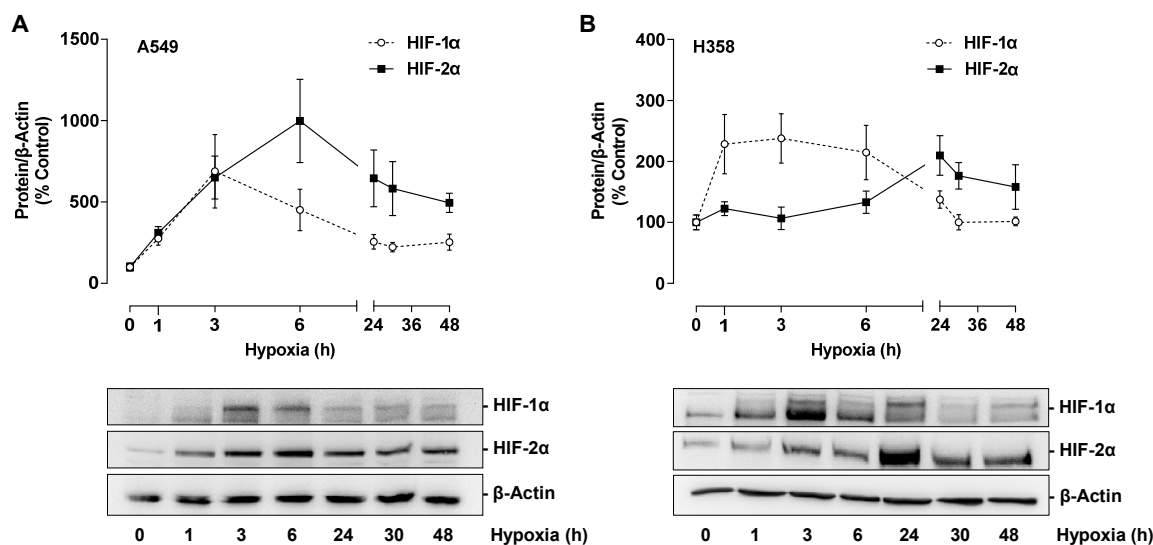 A
A549
HIF-1α
HIF-2α
Protein/β-Actin
(% Control)
1500
1000
500
0
0 1 3 6 24 36 48
Hypoxia (h)
HIF-1α
HIF-2α
β-Actin
0 1 3 6 24 30 48 Hypoxia (h)
B
H358
HIF-1α
HIF-2α
Protein/β-Actin
(% Control)
400
300
200
100
0
0 1 3 6 24 36 48
Hypoxia (h)
HIF-1α
HIF-2α
β-Actin
0 1 3 6 24 30 48 Hypoxia (h)